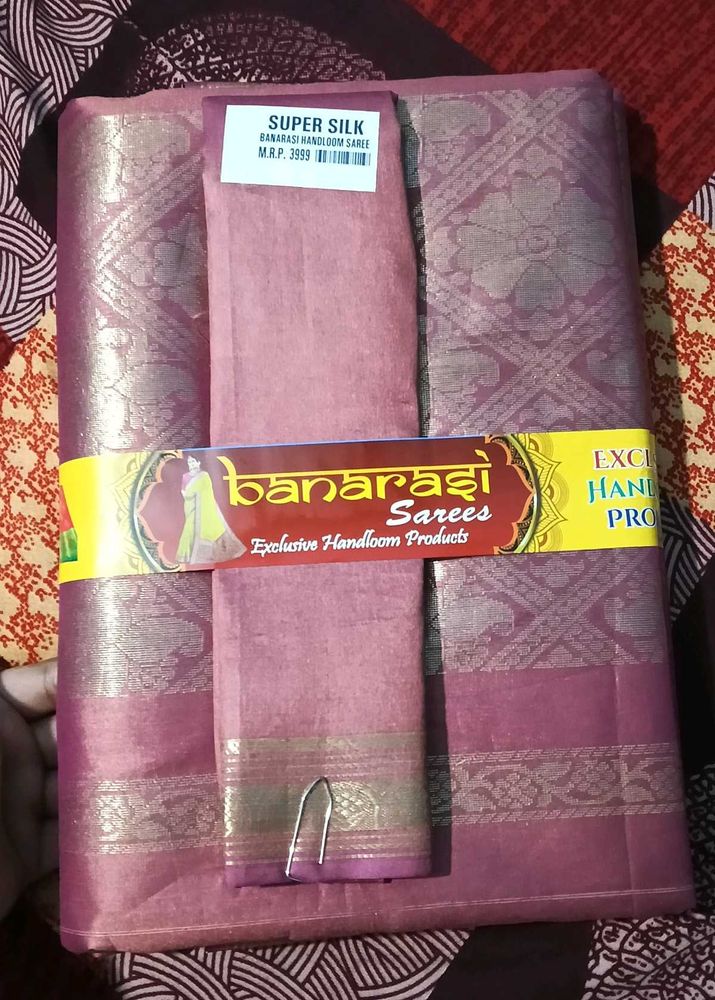 SUPER SILK
BANARASI HANDLOOM SAREE
M.R.P. 3999
banarasi
Sarees
Exclusive Handloom Products
EXCL
HAND
PRO